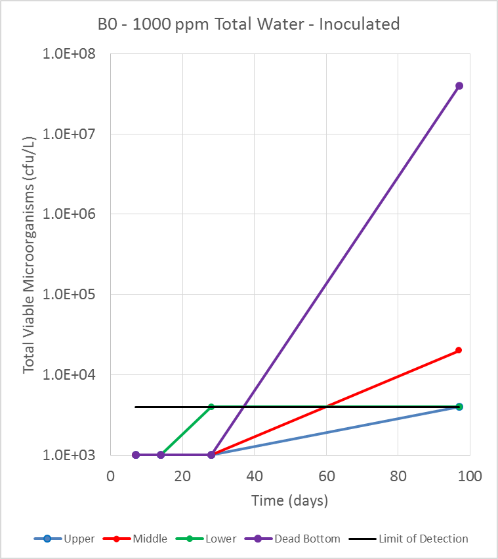 B0 - 1000 ppm Total Water - Inoculated
1.0E+08
1.0E+07
1.0E+06
1.0E+05
1.0E+04
1.0E+03
Total Viable Microorganisms (cfu/L)
0 20 40 60 80 100
Time (days)
Upper Middle Lower Dead Bottom Limit of Detection